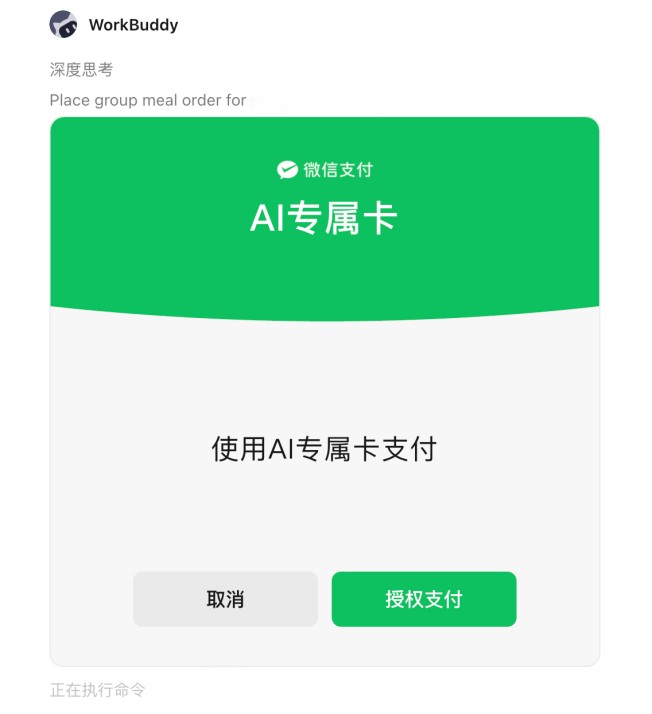 WorkBuddy
深度思考
Place group meal order for
微信支付
AI专属卡
使用AI专属卡支付
取消
授权支付
正在执行命令